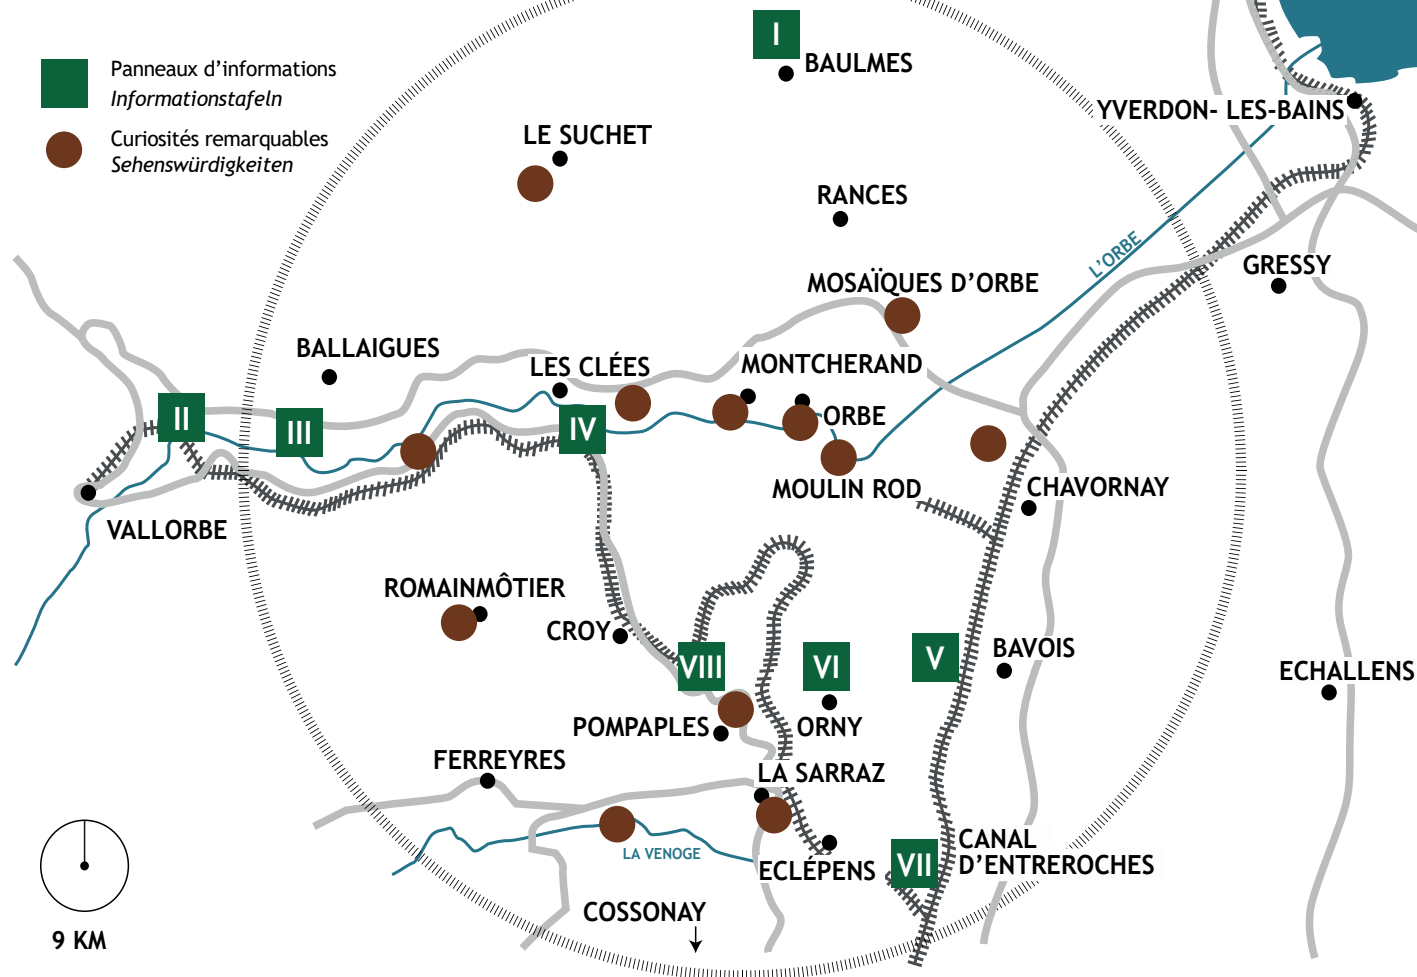 Panneaux d'informations
Informationstafeln
Curiosités remarquables
Sehenswürdigkeiten
I
BAULMES
YVERDON- LES-BAINS
LE SUCHET
RANCES
L'ORBE
GRESSY
MOSAÏQUES D'ORBE
BALLAIGUES
LES CLÉES
MONTCHERAND
II
III
IV
ORBE
MOULIN ROD
CHAVORNAY
VALLORBE
ROMAINMÔTIER
CROY
VIII
VI
V
BAVOIS
ECHALLENS
POMPAPLES
ORNY
FERREYRES
LA SARRAZ
LA VENOGE
ECLÉPENS
VII
CANAL
D'ENTREROCHES
COSSONAY
9 KM